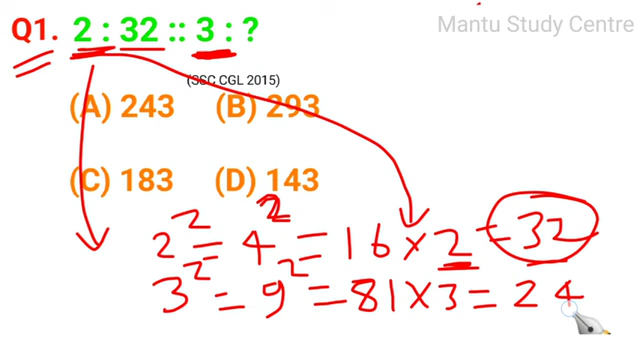 Mantu Study Centre
Q1. 2 : 32 :: 3 : ?
(SSC CGL 2015)
(A) 243 (B) 293
(C) 183 (D) 143
2² = 4² = 16 × 2 = 32
3² = 9² = 81 × 3 = 24